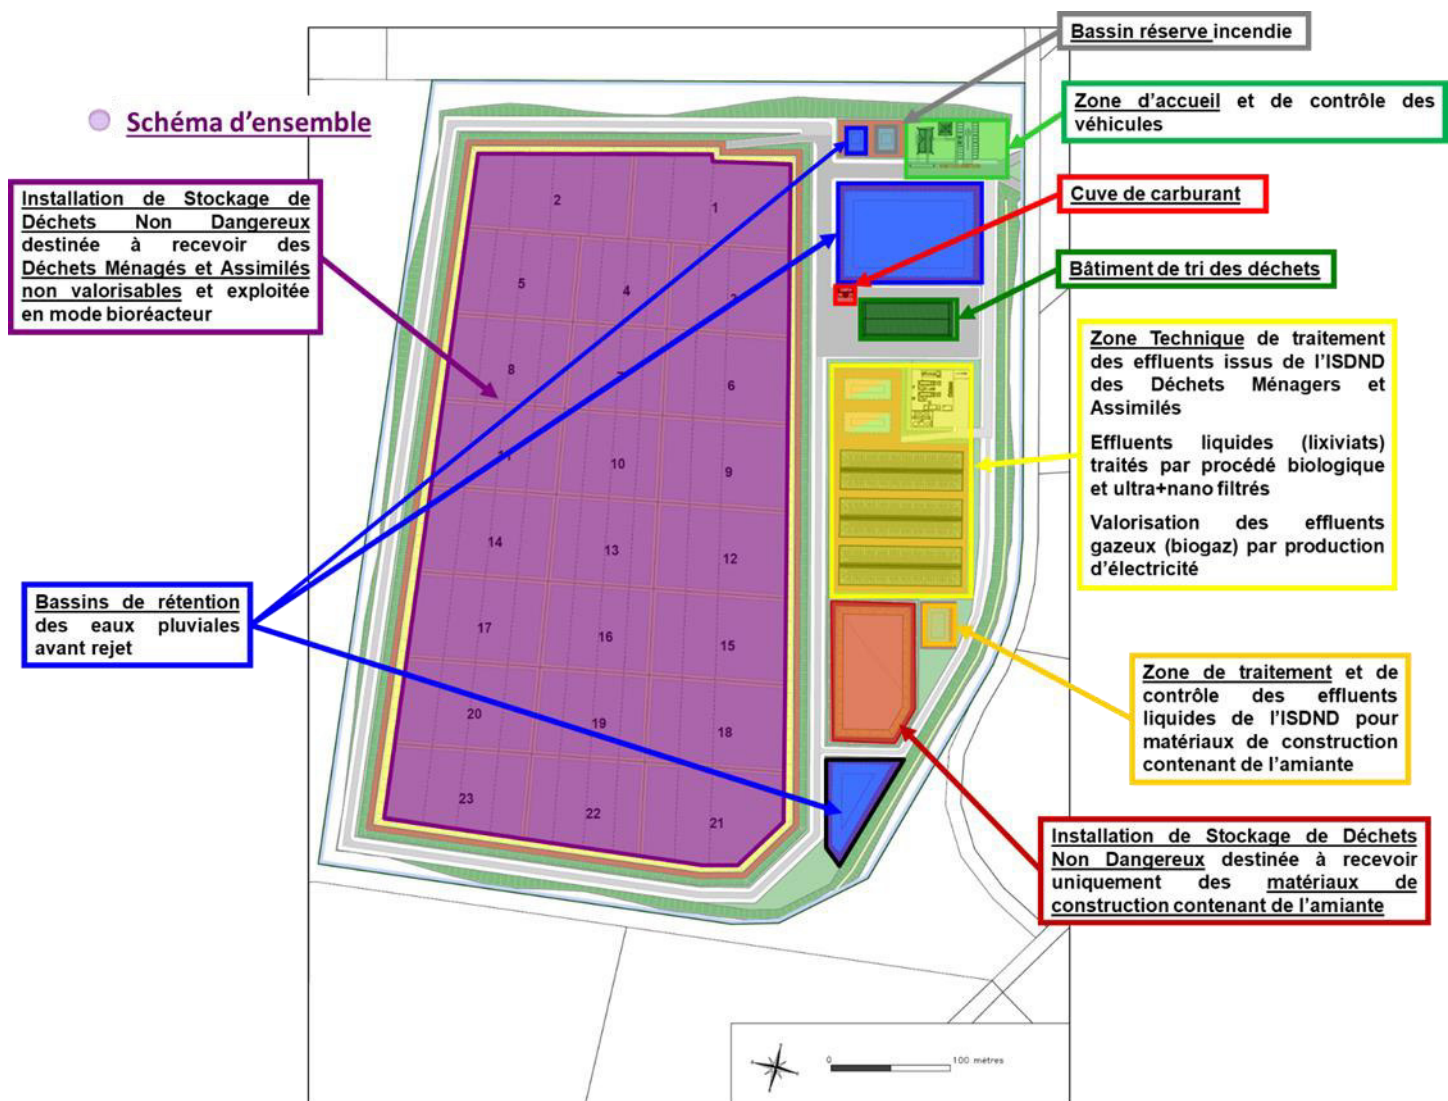 Schéma d'ensemble
Bassin réserve incendie
Zone d'accueil et de contrôle des
véhicules
Cuve de carburant
Bâtiment de tri des déchets
Installation de Stockage de
Déchets Non Dangereux
destinée à recevoir des
Déchets Ménagés et Assimilés
non valorisables et exploitée
en mode bioréacteur
Zone Technique de traitement
des effluents issus de l'ISDND
des Déchets Ménagers et
Assimilés
Effluents liquides (lixiviats)
traités par procédé biologique
et ultra+nano filtrés
Valorisation des effluents
gazeux (biogaz) par production
d'électricité
Bassins de rétention
des eaux pluviales
avant rejet
Zone de traitement et de
contrôle des effluents
liquides de l'ISDND pour
matériaux de construction
contenant de l'amiante
Installation de Stockage de Déchets
Non Dangereux destinée à recevoir
uniquement des matériaux de
construction contenant de l'amiante
2
1
5
4
3
8
7
6
11
10
9
14
13
12
17
16
15
20
19
18
23
22
21
0
100 mètres